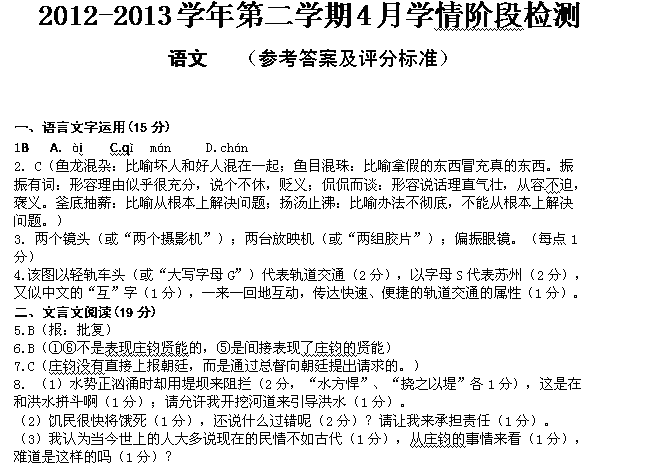 2012-2013学年第二学期4月学情阶段检测
语文 （参考答案及评分标准）
一、语言文字运用(15分)
1B A. òi C.qì món D.chán
2. C（鱼龙混杂：比喻坏人和好人混在一起；鱼目混珠：比喻拿假的东西冒充真的东西。振
振有词：形容理由似乎很充分，说个不休，贬义；侃侃而谈：形容说话理直气壮，从容不迫，
褒义。釜底抽薪：比喻从根本上解决问题；扬汤止沸：比喻办法不彻底，不能从根本上解决
问题。）
3. 两个镜头（或“两个摄影机”）；两台放映机（或“两组胶片”）；偏振眼镜。（每点1
分）
4.该图以轻轨车头（或“大写字母G”）代表轨道交通（2分），以字母S代表苏州（2分），
又似中文的“互”字（1分），一来一回地互动，传达快速、便捷的轨道交通的属性（1分）。
二、文言文阅读(19分)
5.B（报：批复）
6.B（①⑥不是表现庄钧贤能的，⑤是间接表现了庄钧的贤能）
7.C（庄钧没有直接上报朝廷，而是通过总督向朝廷提出请求的。）
8. （1）水势正汹涌时却用堤坝来阻拦（2分，“水方悍”、“挠之以堤”各1分），这是在
和洪水拼斗啊（1分）；请允许我开挖河道来引导洪水（1分）。
（2）饥民很快将饿死（1分），还说什么过错呢（2分）？请让我来承担责任（1分）。
（3）我认为当今世上的人大多说现在的民情不如古代（1分），从庄钧的事情来看（1分），
难道是这样的吗（1分）？